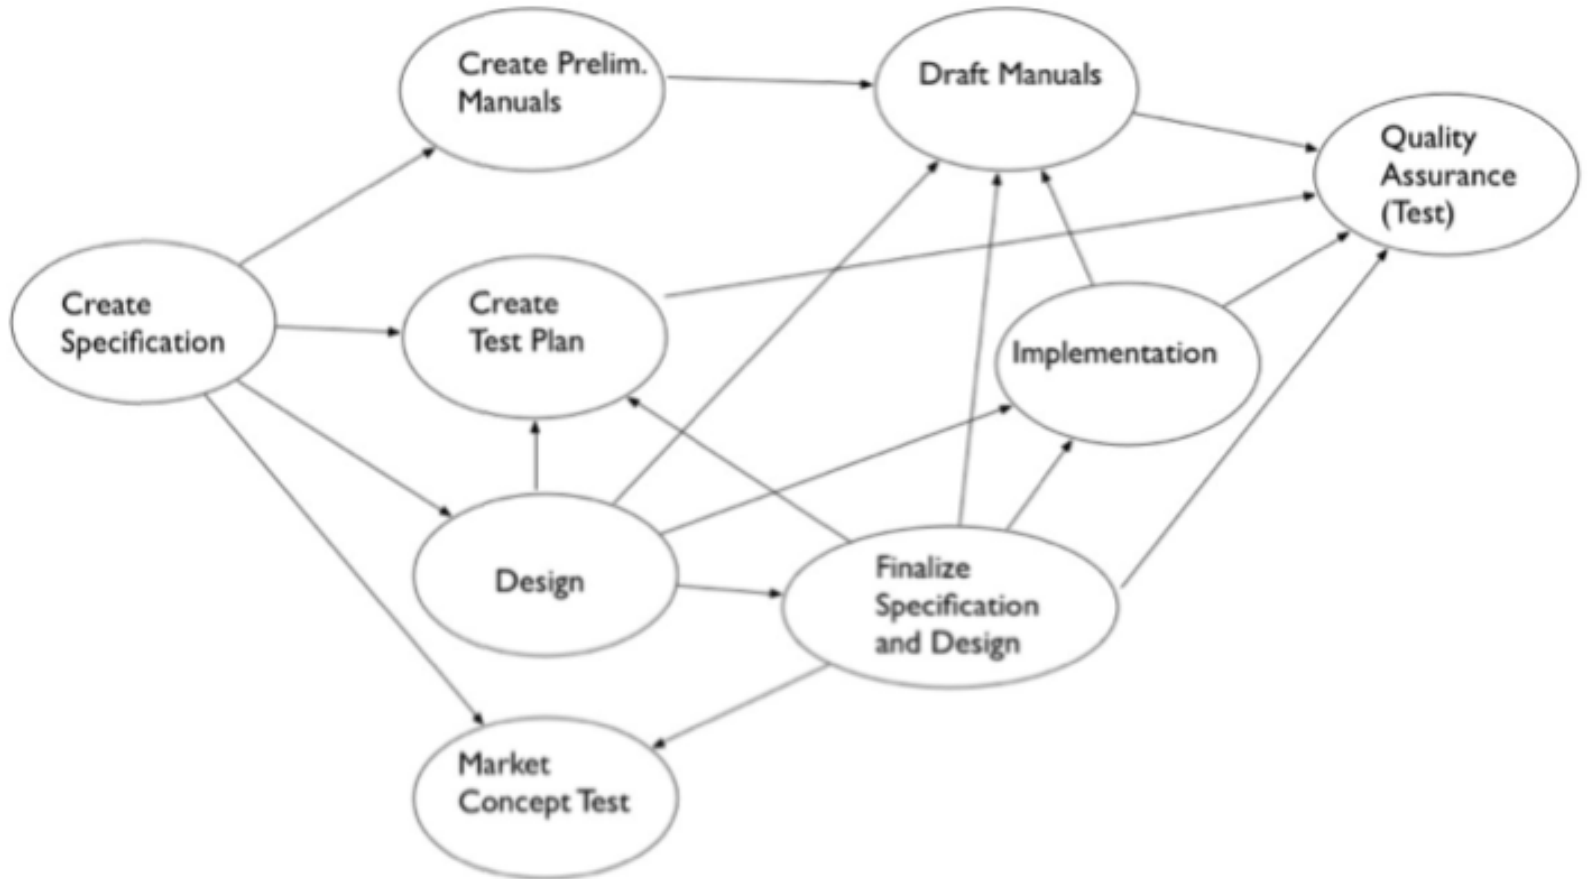 Create Prelim.
Manuals
Draft Manuals
Quality
Assurance
(Test)
Create
Specification
Create
Test Plan
Implementation
Design
Finalize
Specification
and Design
Market
Concept Test